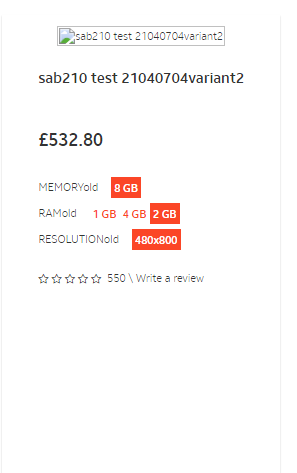 sab210 test 21040704variant2
sab210 test 21040704variant2
£532.80
MEMORYold 8 GB
RAMold 1 GB 4 GB 2 GB
RESOLUTIONold 480x800
550 \ Write a review